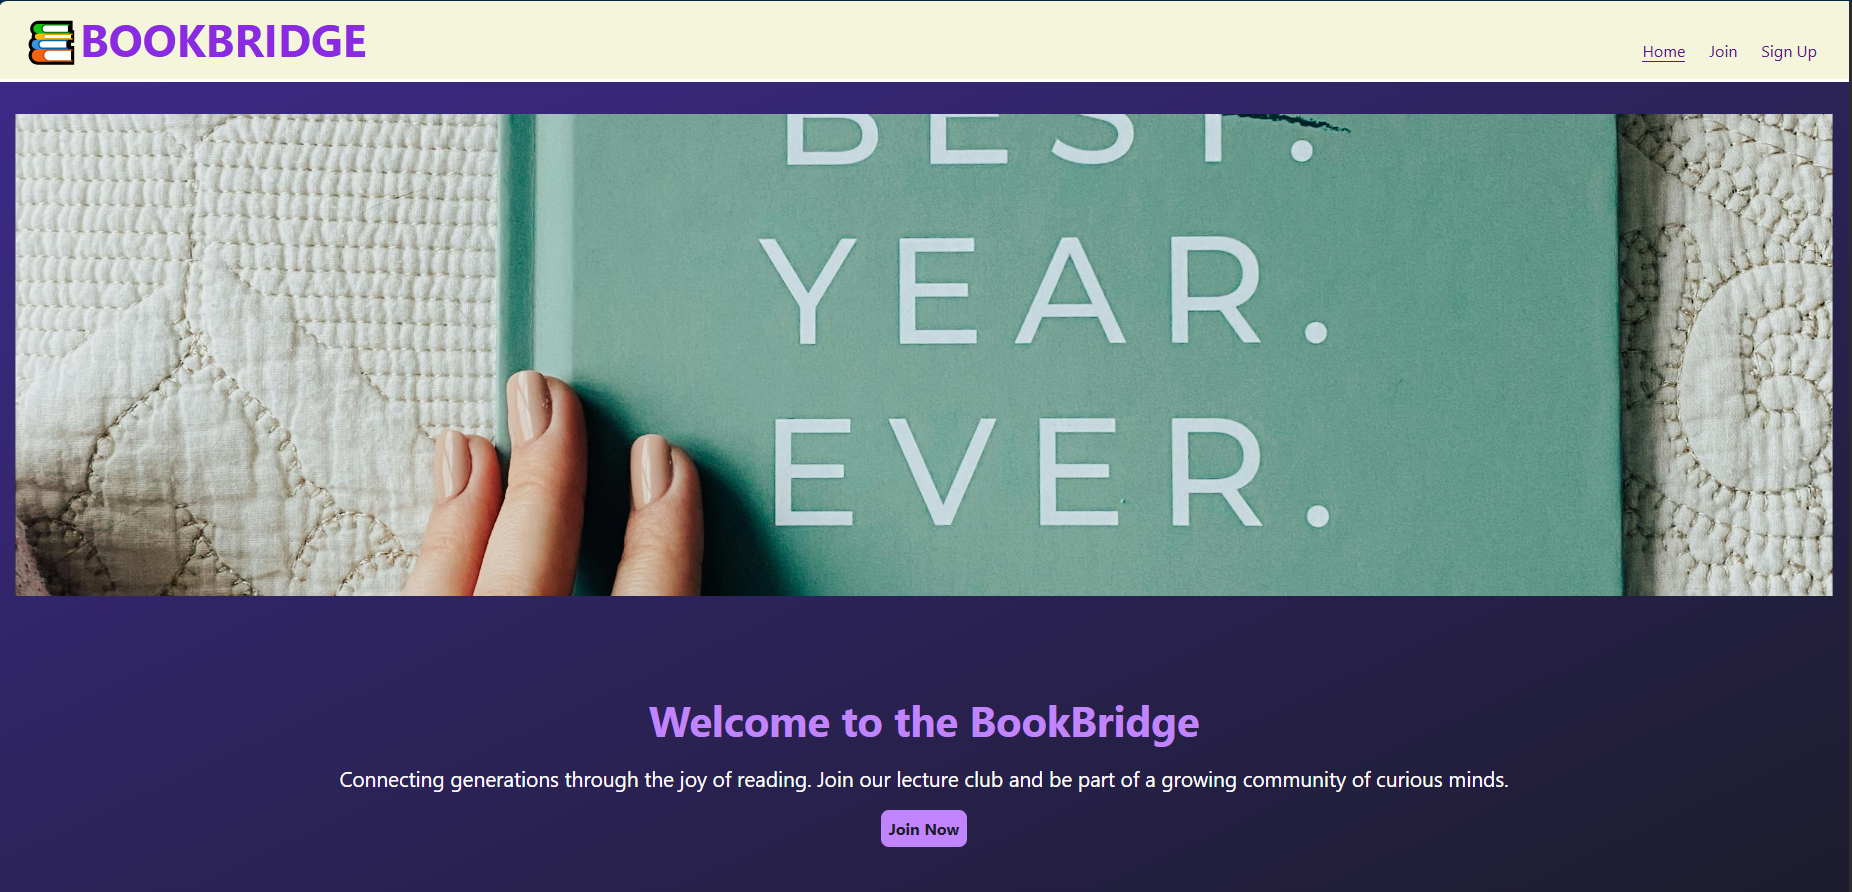 BOOKBRIDGE
Home Join Sign Up
BEST.
YEAR.
EVER.
Welcome to the BookBridge
Connecting generations through the joy of reading. Join our lecture club and be part of a growing community of curious minds.
Join Now